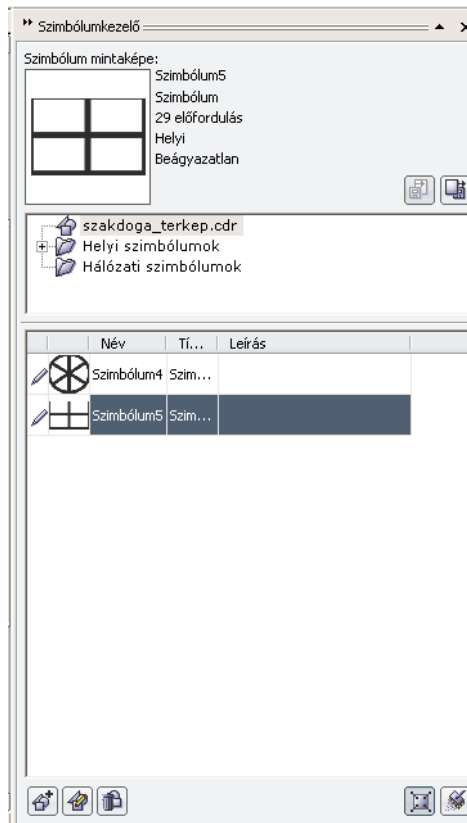 Szimbólumkezelő
Szimbólum mintaképe:
Szimbólum5
Szimbólum
29 előfordulás
Helyi
Beágyazatlan
szakdoga_terkep.cdr
Helyi szimbólumok
Hálózati szimbólumok
Név Tí... Leírás
Szimbólum4 Szim...
Szimbólum5 Szim...